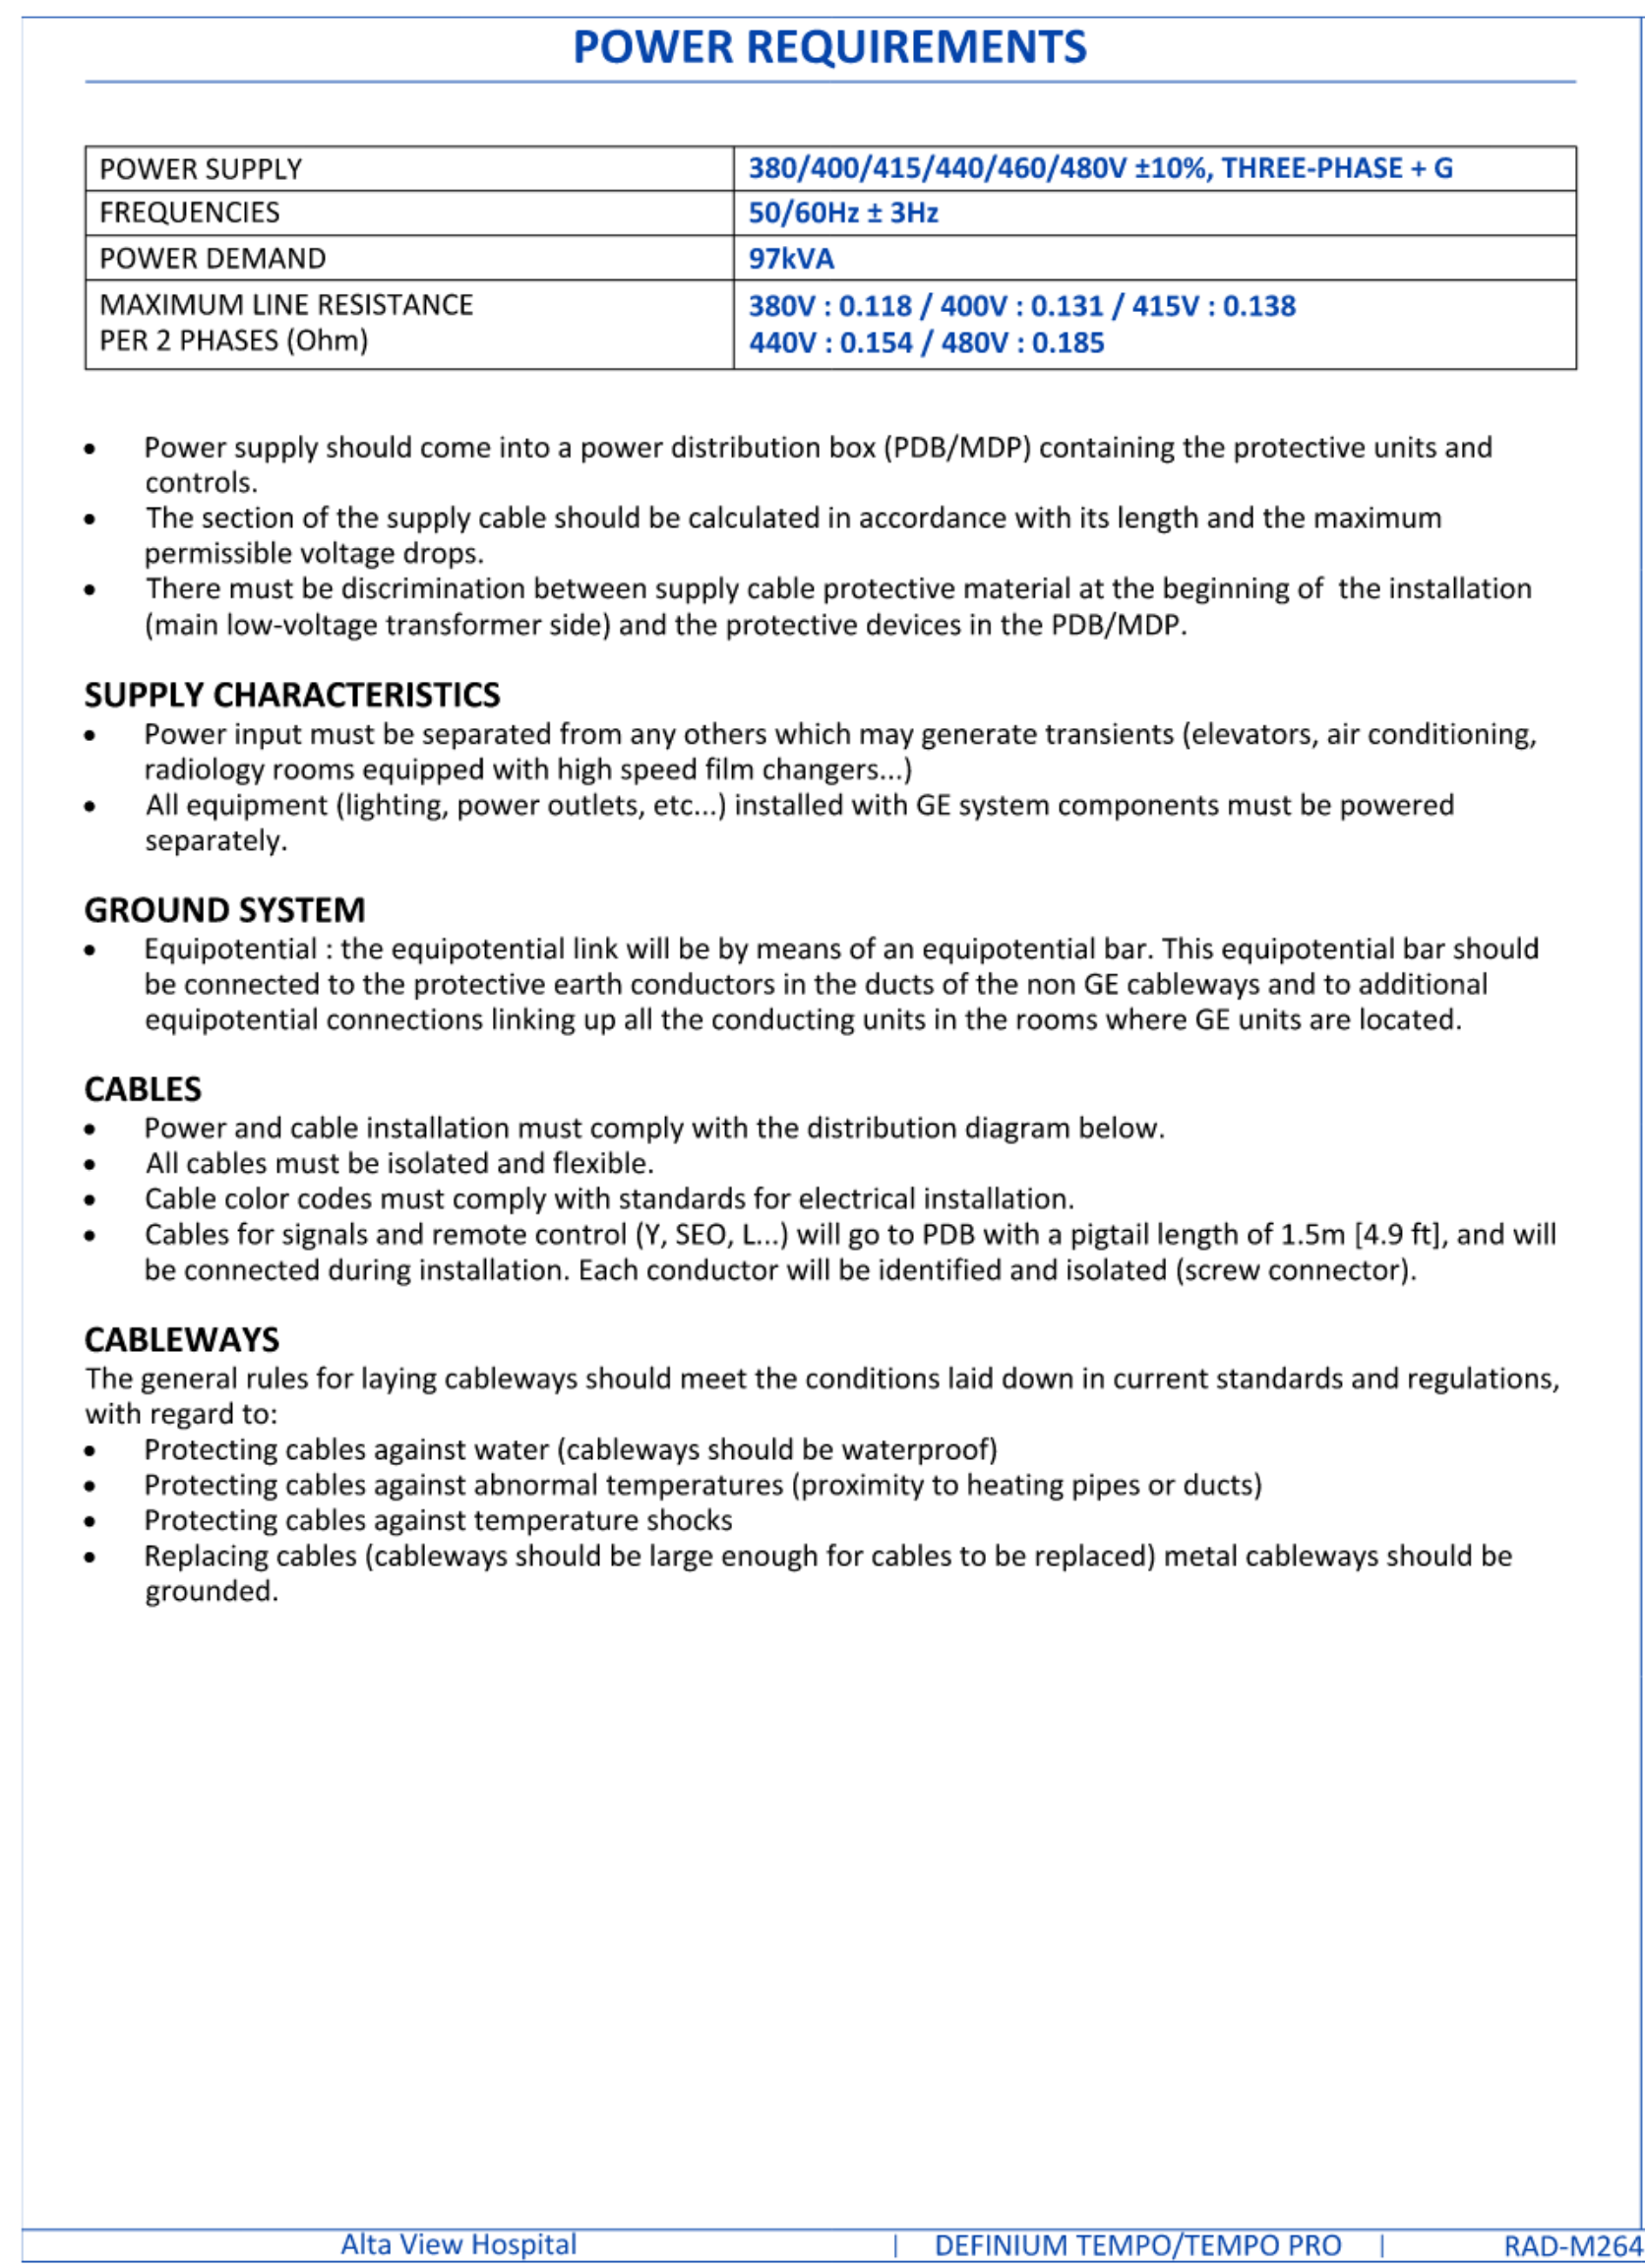 POWER REQUIREMENTS
POWER SUPPLY
380/400/415/440/460/480V ±10%, THREE-PHASE + G
FREQUENCIES
50/60Hz ± 3Hz
POWER DEMAND
97kVA
MAXIMUM LINE RESISTANCE
PER 2 PHASES (Ohm)
380V : 0.118 / 400V : 0.131 / 415V : 0.138
440V : 0.154 / 480V : 0.185
• Power supply should come into a power distribution box (PDB/MDP) containing the protective units and
controls.
• The section of the supply cable should be calculated in accordance with its length and the maximum
permissible voltage drops.
• There must be discrimination between supply cable protective material at the beginning of the installation
(main low-voltage transformer side) and the protective devices in the PDB/MDP.
SUPPLY CHARACTERISTICS
• Power input must be separated from any others which may generate transients (elevators, air conditioning,
radiology rooms equipped with high speed film changers...)
• All equipment (lighting, power outlets, etc...) installed with GE system components must be powered
separately.
GROUND SYSTEM
• Equipotential : the equipotential link will be by means of an equipotential bar. This equipotential bar should
be connected to the protective earth conductors in the ducts of the non GE cableways and to additional
equipotential connections linking up all the conducting units in the rooms where GE units are located.
CABLES
• Power and cable installation must comply with the distribution diagram below.
• All cables must be isolated and flexible.
• Cable color codes must comply with standards for electrical installation.
• Cables for signals and remote control (Y, SEO, L...) will go to PDB with a pigtail length of 1.5m [4.9 ft], and will
be connected during installation. Each conductor will be identified and isolated (screw connector).
CABLEWAYS
The general rules for laying cableways should meet the conditions laid down in current standards and regulations,
with regard to:
• Protecting cables against water (cableways should be waterproof)
• Protecting cables against abnormal temperatures (proximity to heating pipes or ducts)
• Protecting cables against temperature shocks
• Replacing cables (cableways should be large enough for cables to be replaced) metal cableways should be
grounded.
Alta View Hospital | DEFINIUM TEMPO/TEMPO PRO | RAD-M264